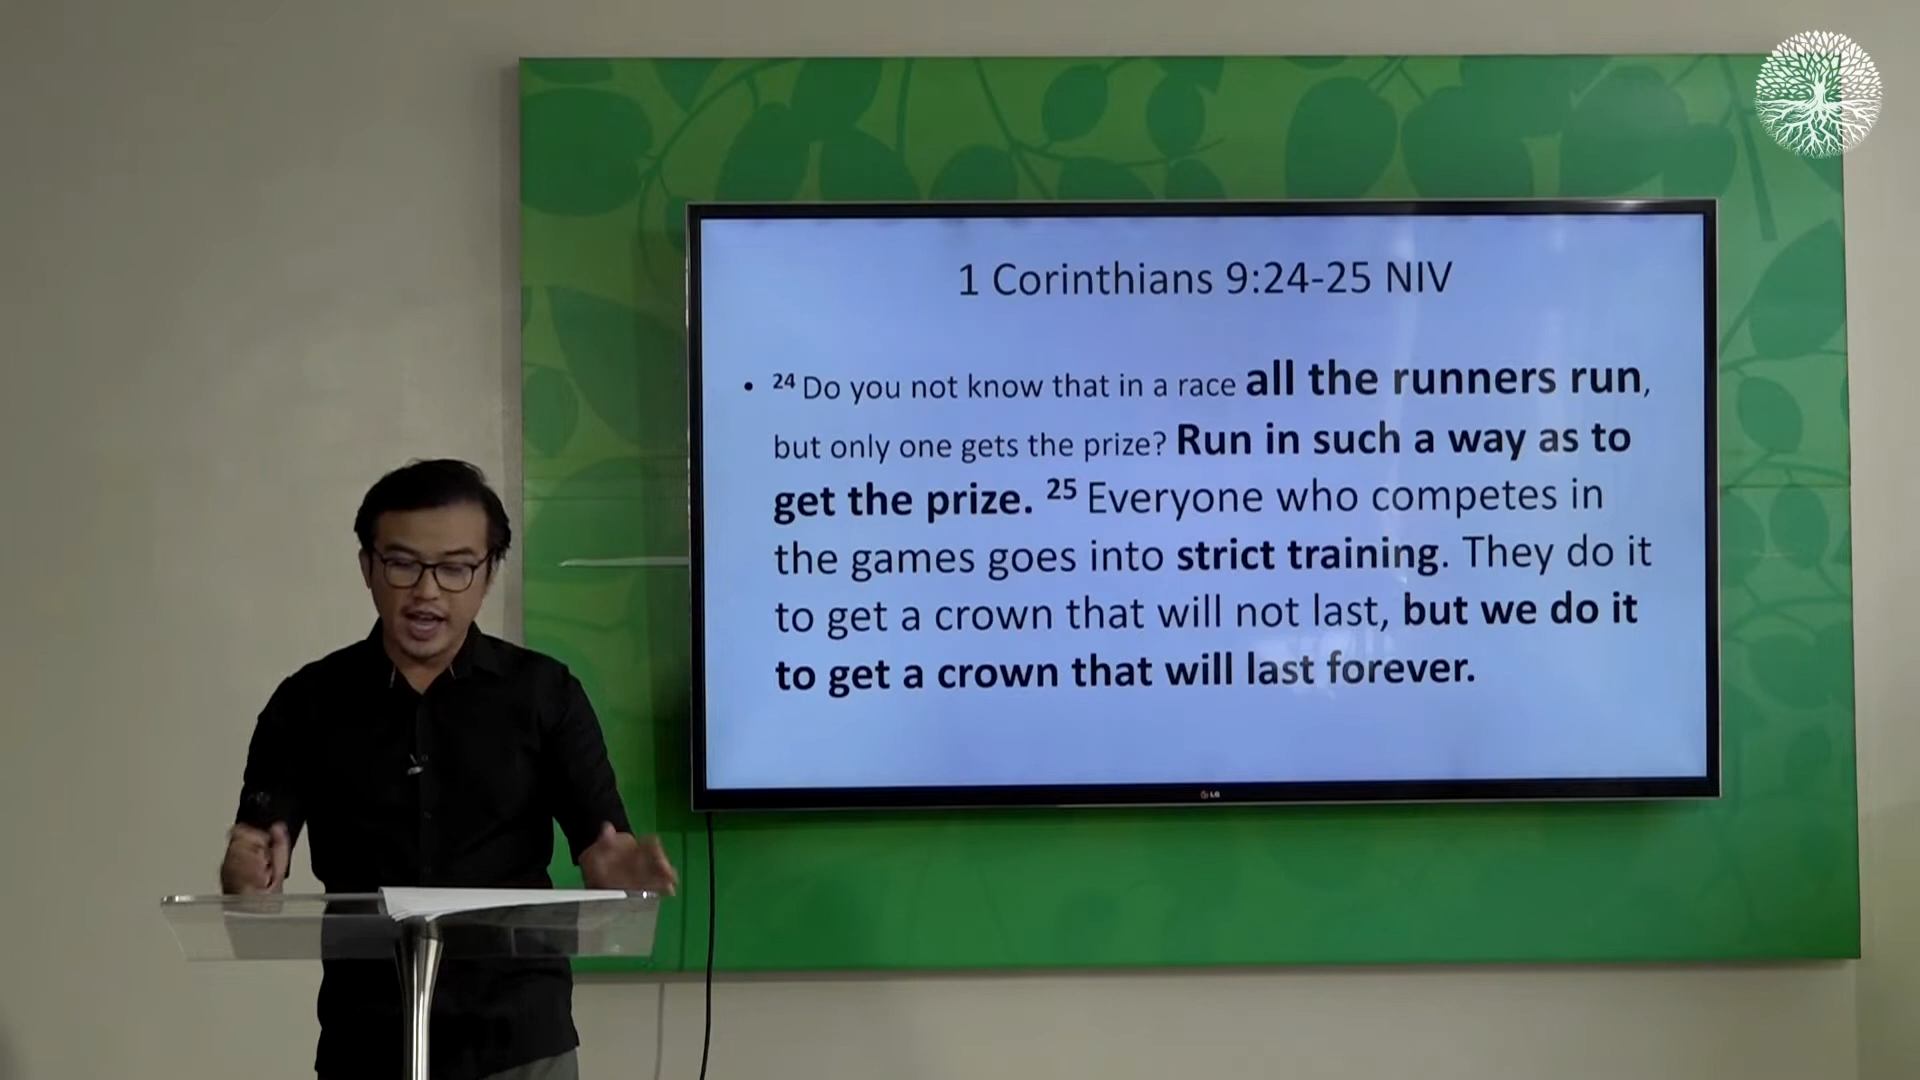 1 Corinthians 9:24-25 NIV
• 24 Do you not know that in a race all the runners run,
but only one gets the prize? Run in such a way as to
get the prize. 25 Everyone who competes in
the games goes into strict training. They do it
to get a crown that will not last, but we do it
to get a crown that will last forever.
LG